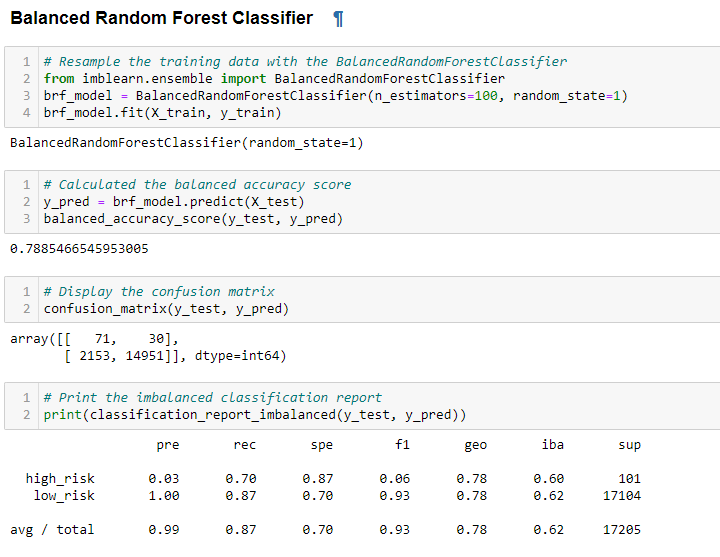 Balanced Random Forest Classifier ¶
1 # Resample the training data with the BalancedRandomForestClassifier
2 from imblearn.ensemble import BalancedRandomForestClassifier
3 brf_model = BalancedRandomForestClassifier(n_estimators=100, random_state=1)
4 brf_model.fit(X_train, y_train)
BalancedRandomForestClassifier(random_state=1)
1 # Calculated the balanced accuracy score
2 y_pred = brf_model.predict(X_test)
3 balanced_accuracy_score(y_test, y_pred)
0.7885466545953005
1 # Display the confusion matrix
2 confusion_matrix(y_test, y_pred)
array([[   71,    30],
       [ 2153, 14951]], dtype=int64)
1 # Print the imbalanced classification report
2 print(classification_report_imbalanced(y_test, y_pred))
pre rec spe f1 geo iba sup
high_risk 0.03 0.70 0.87 0.06 0.78 0.60 101
low_risk 1.00 0.87 0.70 0.93 0.78 0.62 17104
avg / total 0.99 0.87 0.70 0.93 0.78 0.62 17205